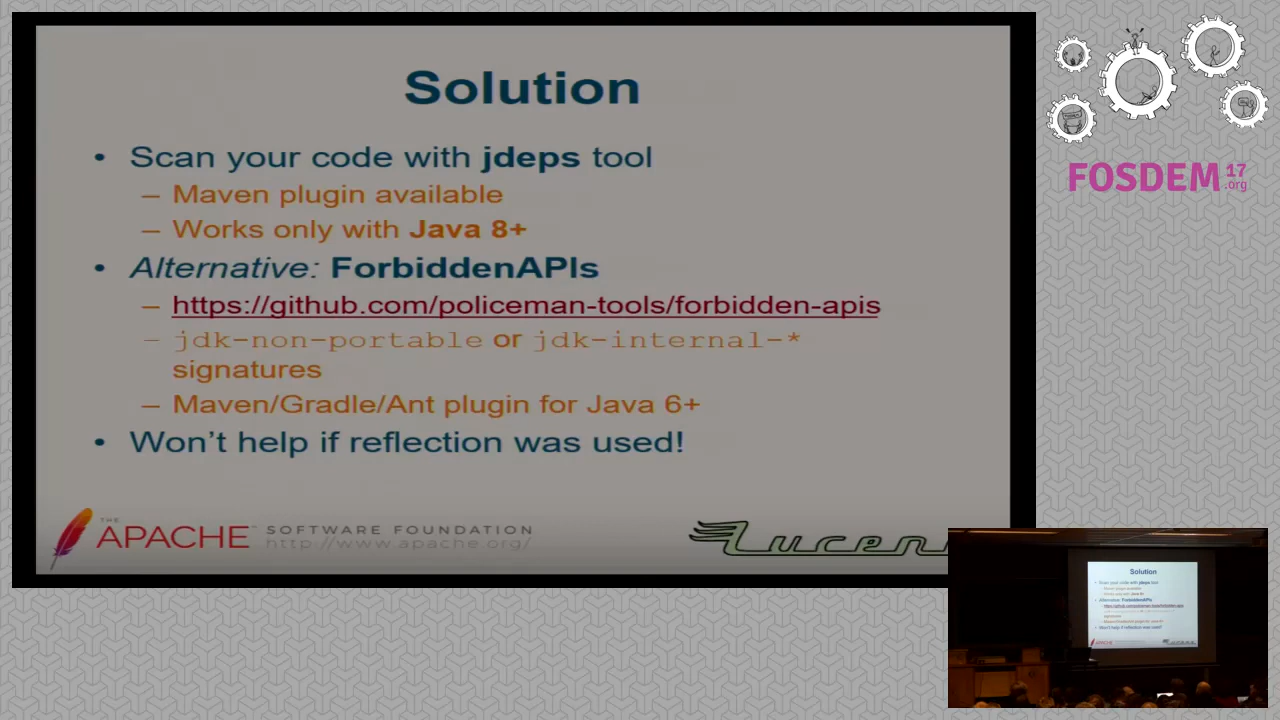 Solution
• Scan your code with jdeps tool
– Maven plugin available
– Works only with Java 8+
• Alternative: ForbiddenAPIs
– https://github.com/policeman-tools/forbidden-apis
– jdk-non-portable or jdk-internal-*
signatures
– Maven/Gradle/Ant plugin for Java 6+
• Won't help if reflection was used!
THE
APACHE™ SOFTWARE FOUNDATION
http://www.apache.org/
FOSDEM 17
.org
Solution